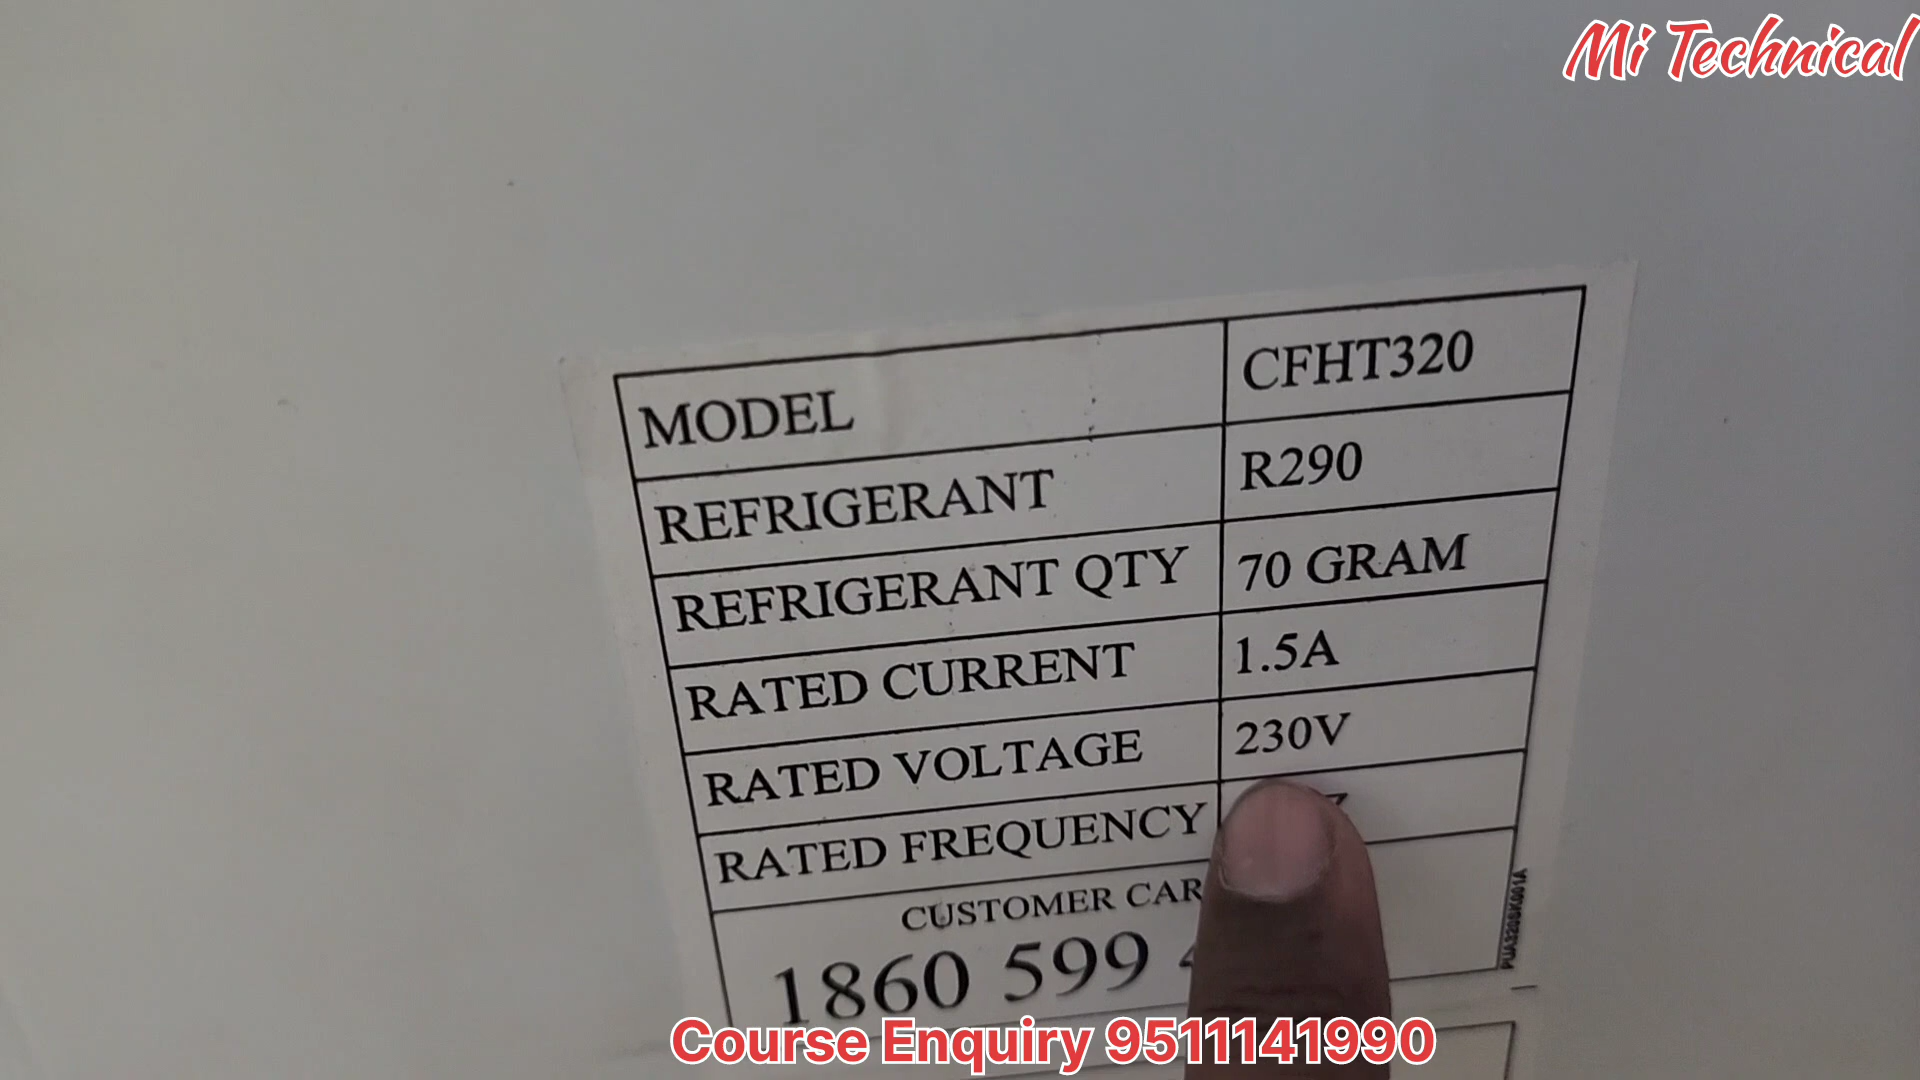 Mi Technical
MODEL CFHT320
REFRIGERANT R290
REFRIGERANT QTY 70 GRAM
RATED CURRENT 1.5A
RATED VOLTAGE 230V
RATED FREQUENCY
CUSTOMER
1860 599
PUA320SK001A
Course Enquiry 9511141990